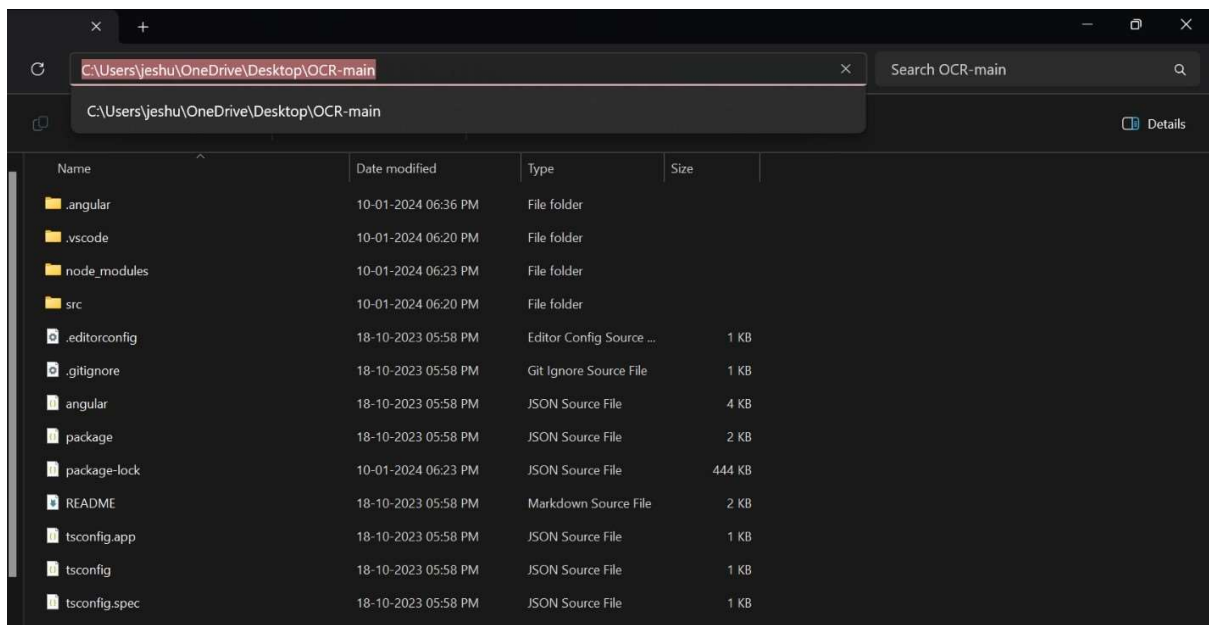 C:\Users\jeshu\OneDrive\Desktop\OCR-main Search OCR-main
C:\Users\jeshu\OneDrive\Desktop\OCR-main
Details
Name Date modified Type Size
.angular 10-01-2024 06:36 PM File folder
.vscode 10-01-2024 06:20 PM File folder
node_modules 10-01-2024 06:23 PM File folder
src 10-01-2024 06:20 PM File folder
.editorconfig 18-10-2023 05:58 PM Editor Config Source ... 1 KB
.gitignore 18-10-2023 05:58 PM Git Ignore Source File 1 KB
angular 18-10-2023 05:58 PM JSON Source File 4 KB
package 18-10-2023 05:58 PM JSON Source File 2 KB
package-lock 10-01-2024 06:23 PM JSON Source File 444 KB
README 18-10-2023 05:58 PM Markdown Source File 2 KB
tsconfig.app 18-10-2023 05:58 PM JSON Source File 1 KB
tsconfig 18-10-2023 05:58 PM JSON Source File 1 KB
tsconfig.spec 18-10-2023 05:58 PM JSON Source File 1 KB